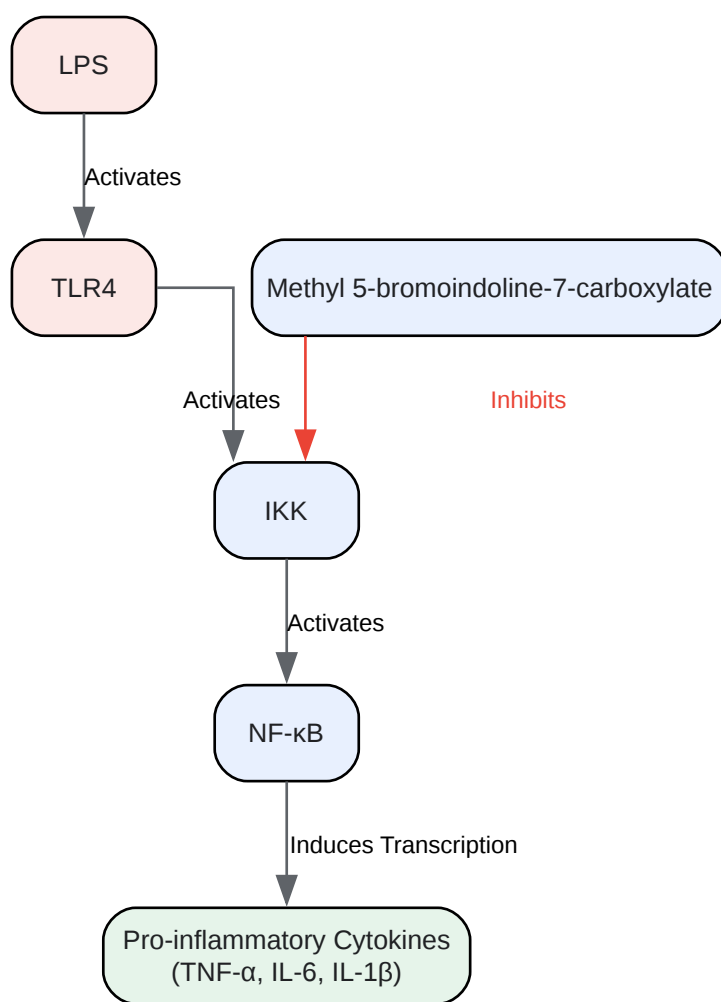 LPS
Activates
TLR4
Methyl 5-bromoindoline-7-carboxylate
Activates
Inhibits
IKK
Activates
NF-κB
Induces Transcription
Pro-inflammatory Cytokines
(TNF-α, IL-6, IL-1β)